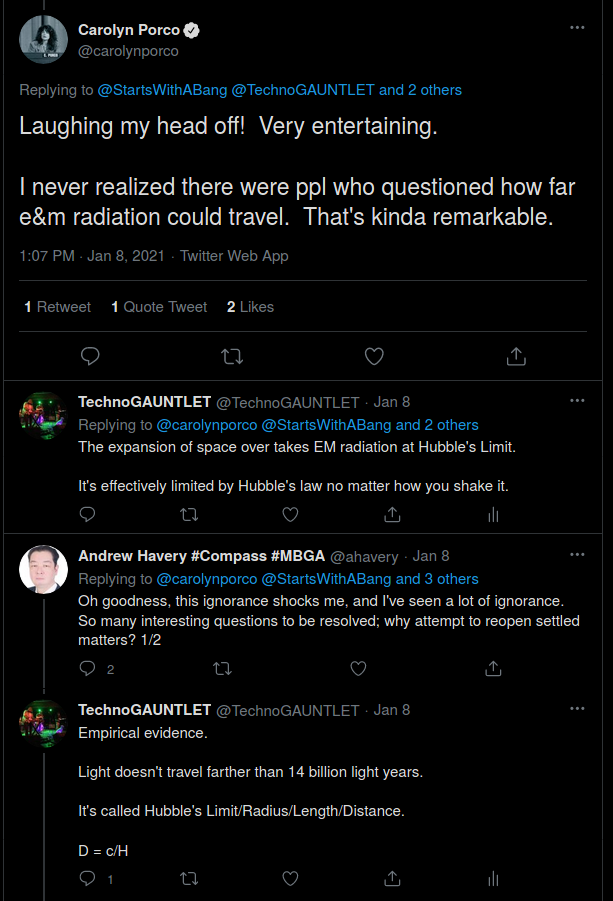 Carolyn Porco
@carolynporco
Replying to @StartsWithABang @TechnoGAUNTLET and 2 others
Laughing my head off!  Very entertaining.
I never realized there were ppl who questioned how far
e&m radiation could travel.  That's kinda remarkable.
1:07 PM · Jan 8, 2021 · Twitter Web App
1 Retweet 1 Quote Tweet 2 Likes
TechnoGAUNTLET @TechnoGAUNTLET · Jan 8
Replying to @carolynporco @StartsWithABang and 2 others
The expansion of space over takes EM radiation at Hubble's Limit.
It's effectively limited by Hubble's law no matter how you shake it.
Andrew Havery #Compass #MBGA @ahavery · Jan 8
Replying to @carolynporco @StartsWithABang and 3 others
Oh goodness, this ignorance shocks me, and I've seen a lot of ignorance.
So many interesting questions to be resolved; why attempt to reopen settled
matters? 1/2
2
TechnoGAUNTLET @TechnoGAUNTLET · Jan 8
Empirical evidence.
Light doesn't travel farther than 14 billion light years.
It's called Hubble's Limit/Radius/Length/Distance.
D = c/H
1